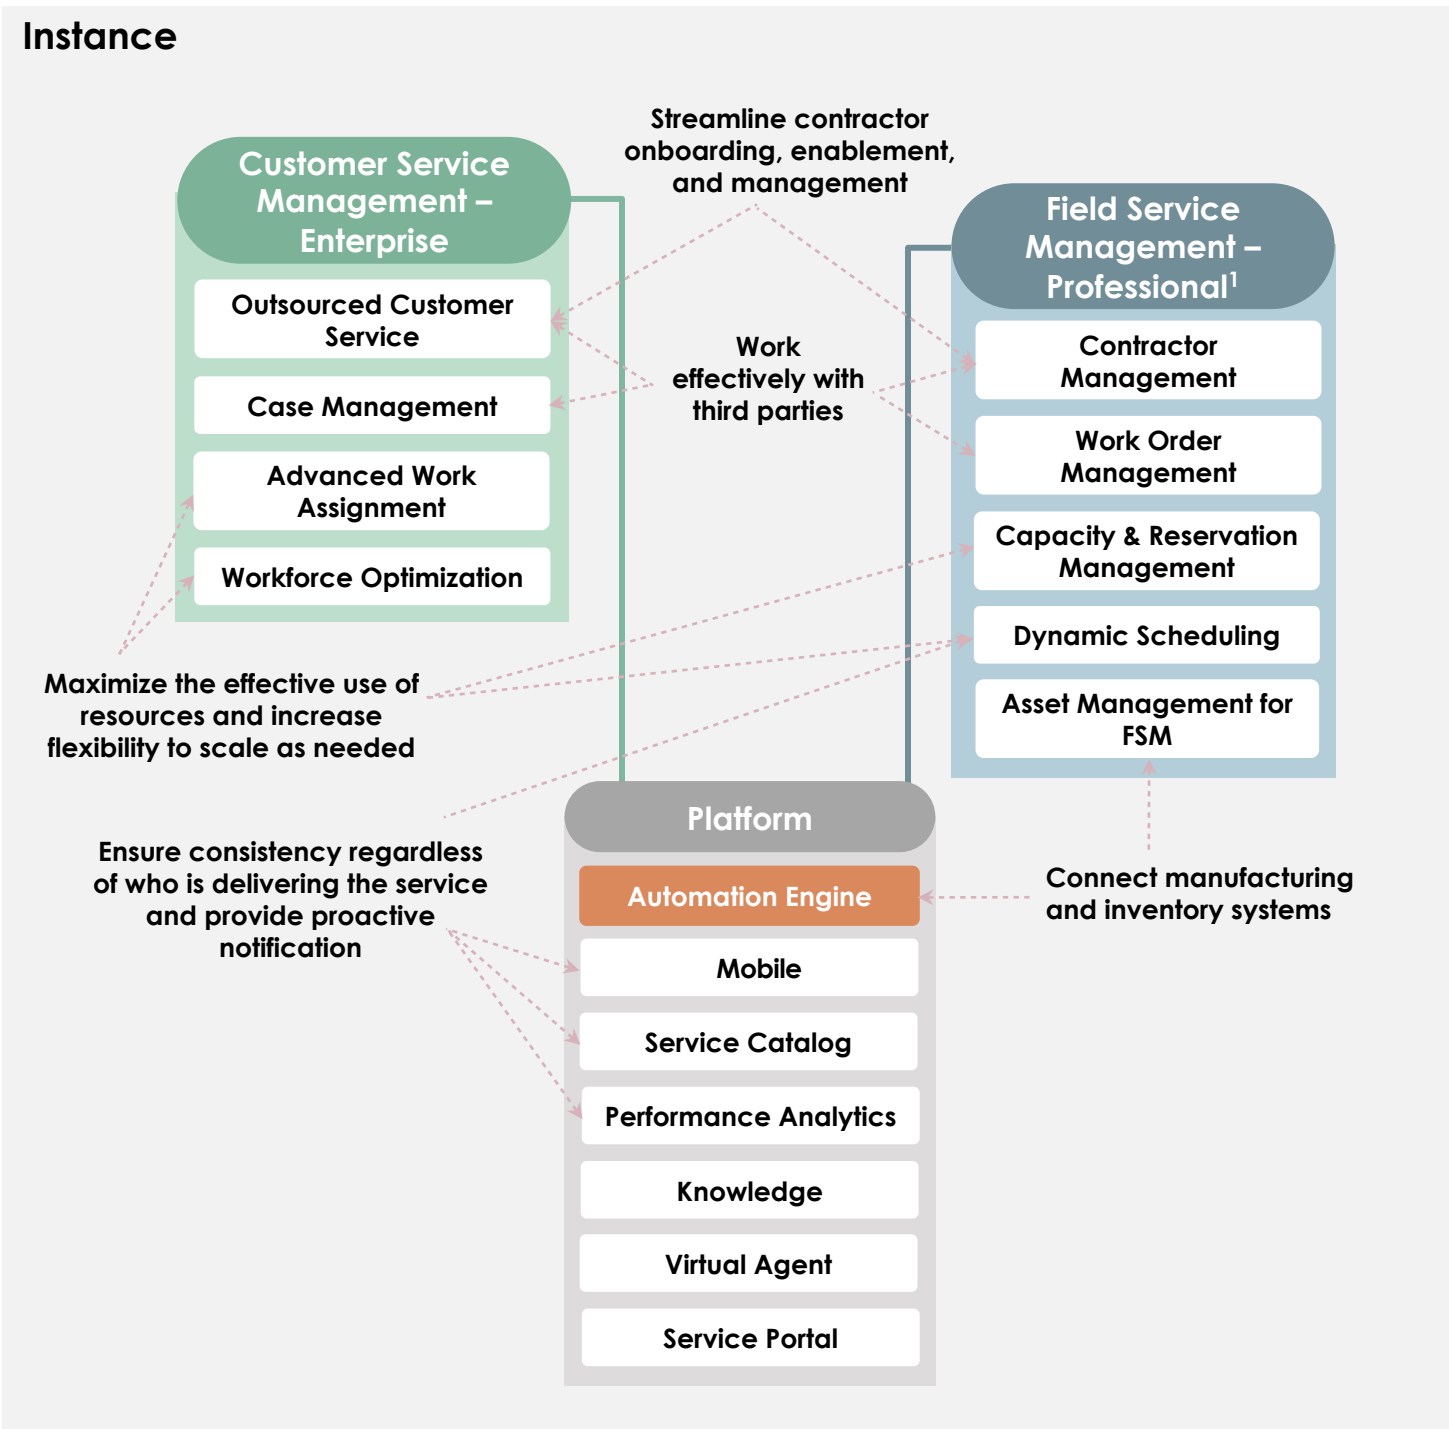 Instance
Streamline contractor
onboarding, enablement,
and management
Customer Service
Management –
Enterprise
Outsourced Customer
Service
Case Management
Advanced Work
Assignment
Workforce Optimization
Work
effectively with
third parties
Field Service
Management –
Professional¹
Contractor
Management
Work Order
Management
Capacity & Reservation
Management
Dynamic Scheduling
Asset Management for
FSM
Maximize the effective use of
resources and increase
flexibility to scale as needed
Ensure consistency regardless
of who is delivering the service
and provide proactive
notification
Platform
Automation Engine
Mobile
Service Catalog
Performance Analytics
Knowledge
Virtual Agent
Service Portal
Connect manufacturing
and inventory systems